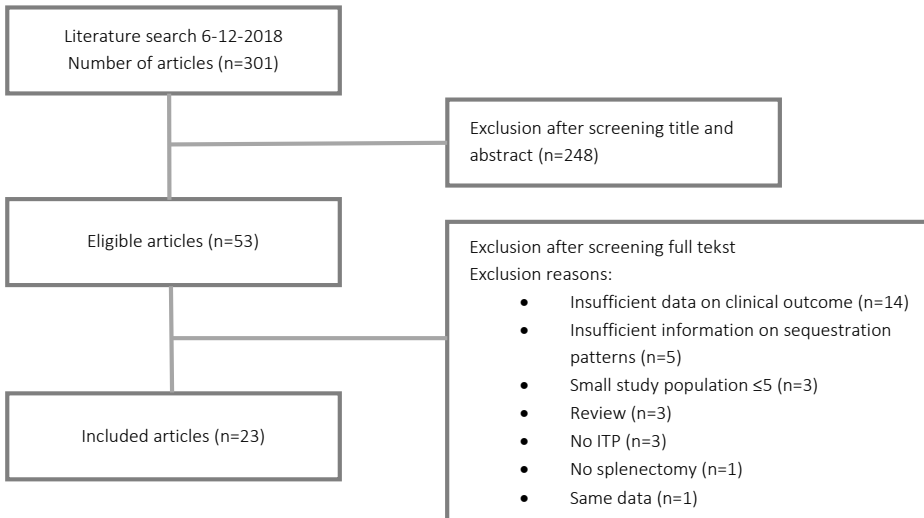 Literature search 6-12-2018
Number of articles (n=301)
Exclusion after screening title and
abstract (n=248)
Eligible articles (n=53)
Exclusion after screening full tekst
Exclusion reasons:
• Insufficient data on clinical outcome (n=14)
• Insufficient information on sequestration
patterns (n=5)
• Small study population ≤5 (n=3)
• Review (n=3)
• No ITP (n=3)
• No splenectomy (n=1)
• Same data (n=1)
Included articles (n=23)